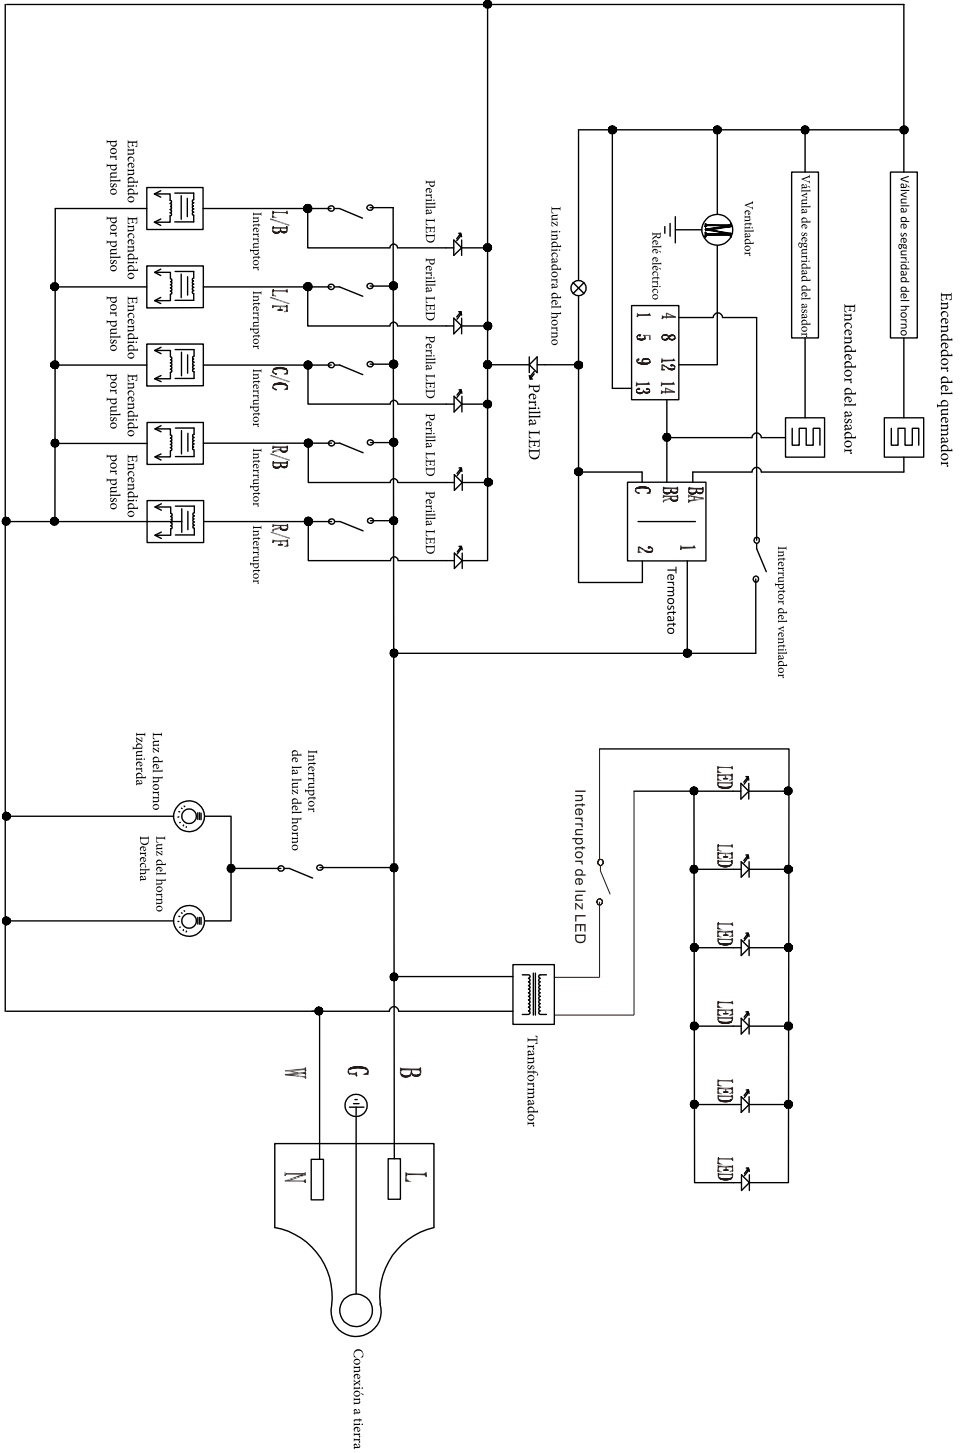 Encendedor del quemador
Válvula de seguridad del horno
Encendedor del asador
Válvula de seguridad del asador
Interruptor del ventilador
Ventilador
Relé eléctrico
4 8 12 14
1 5 9 13
BA 1
BR
C 2
Termostato
LED
LED
LED
LED
LED
LED
Luz indicadora del horno
Perilla LED
Interruptor de luz LED
Transformador
Perilla LED
Perilla LED
Perilla LED
Perilla LED
Perilla LED
L/B
Interruptor
L/F
Interruptor
C/C
Interruptor
R/B
Interruptor
R/F
Interruptor
Interruptor
de la luz del horno
B
G
W
L
N
Conexión a tierra
Encendido
por pulso
Encendido
por pulso
Encendido
por pulso
Encendido
por pulso
Encendido
por pulso
Luz del horno
Izquierda
Luz del horno
Derecha